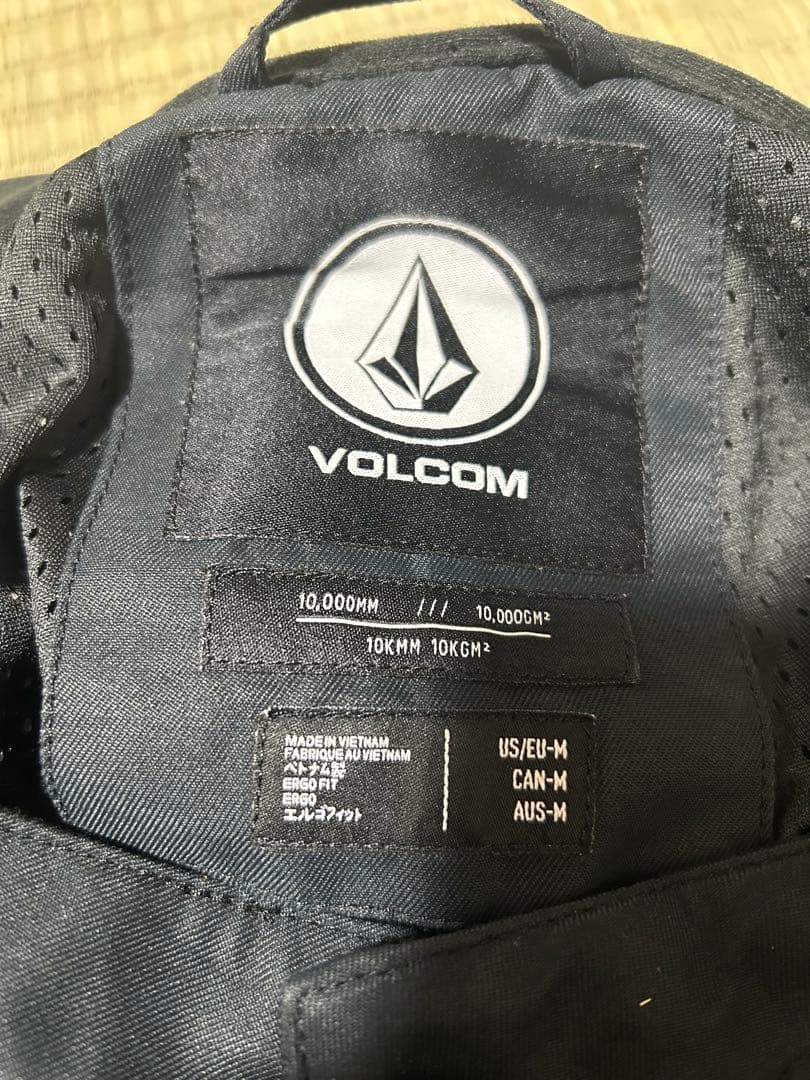 VOLCOM
10,000MM /// 10,000GM²
10KMM 10KGM²
MADE IN VIETNAM
FABRIQUE AU VIETNAM
ベトナム製
ERGO FIT
ERGO
エルゴフィット
US/EU-M
CAN-M
AUS-M